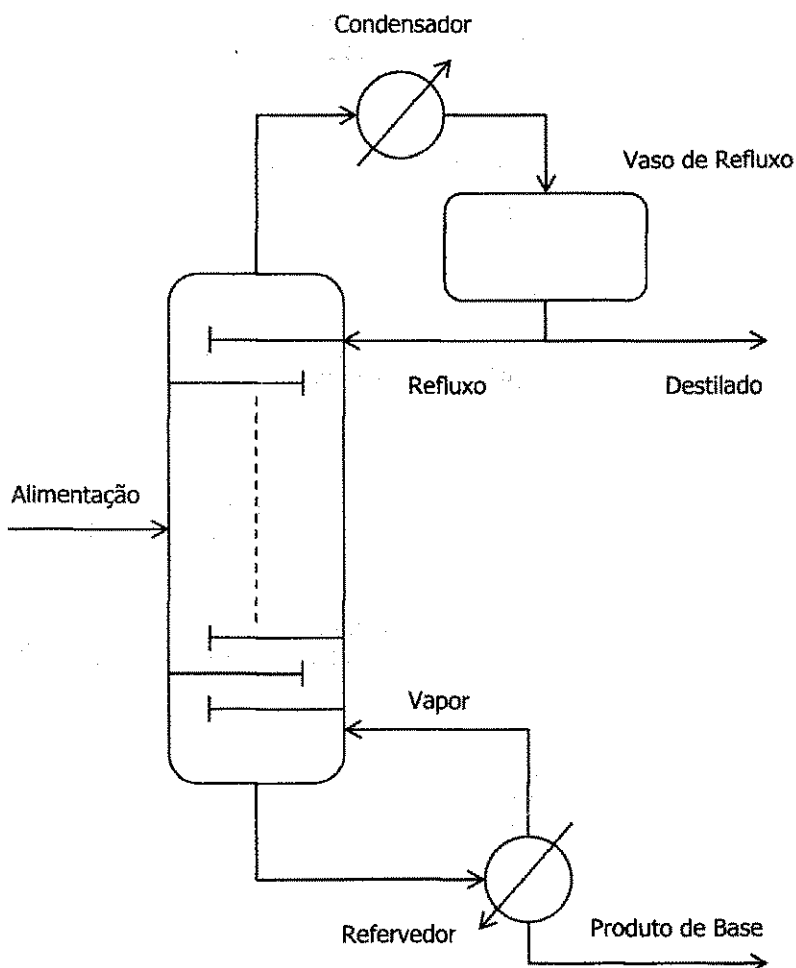 Condensador
Vaso de Refluxo
Refluxo
Destilado
Alimentação
Vapor
Refervedor
Produto de Base